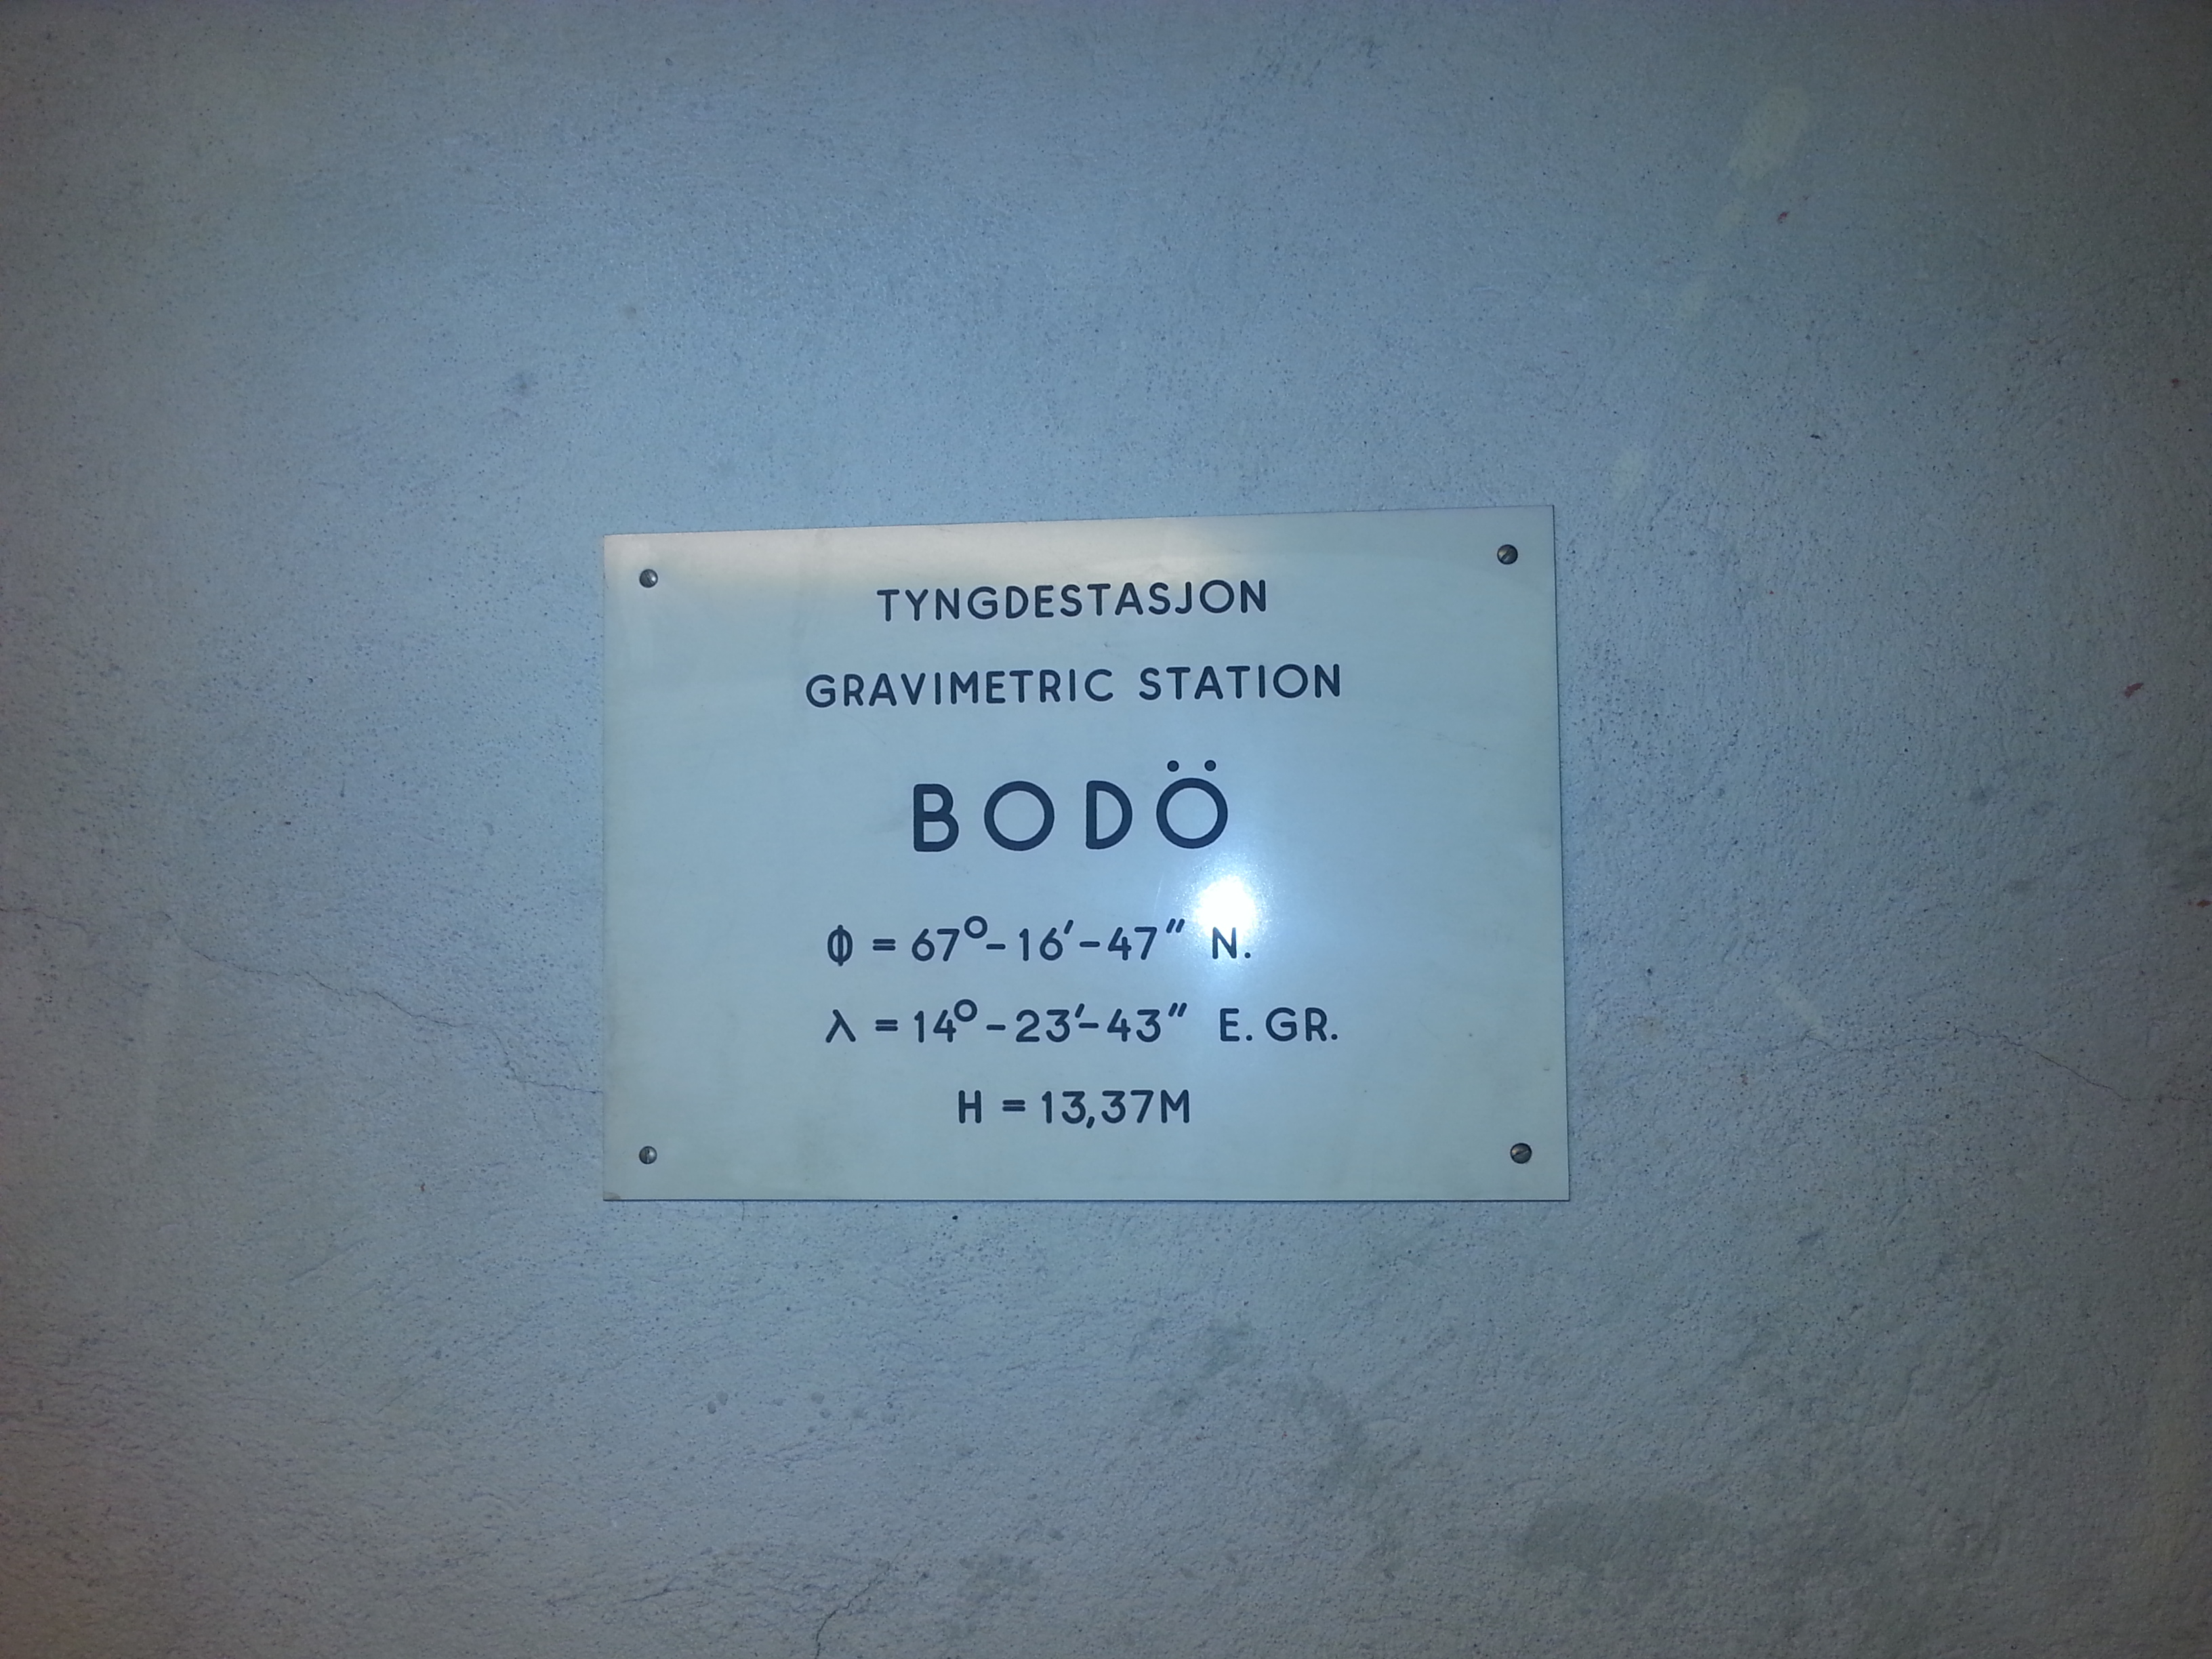 TYNGDESTASJON
GRAVIMETRIC STATION
BODÖ
Φ = 67°-16′-47″ N.
λ = 14°-23′-43″ E. GR.
H = 13,37M